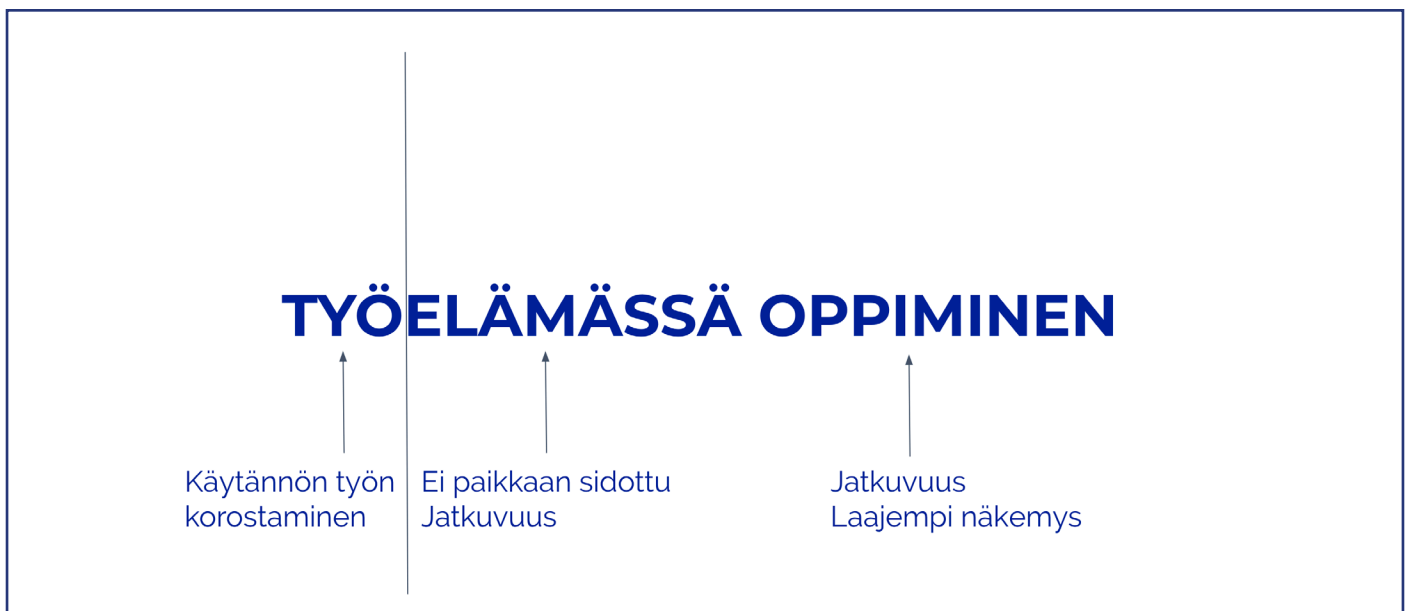 TYÖELÄMÄSSÄ OPPIMINEN
Käytännön työn
korostaminen
Ei paikkaan sidottu
Jatkuvuus
Jatkuvuus
Laajempi näkemys